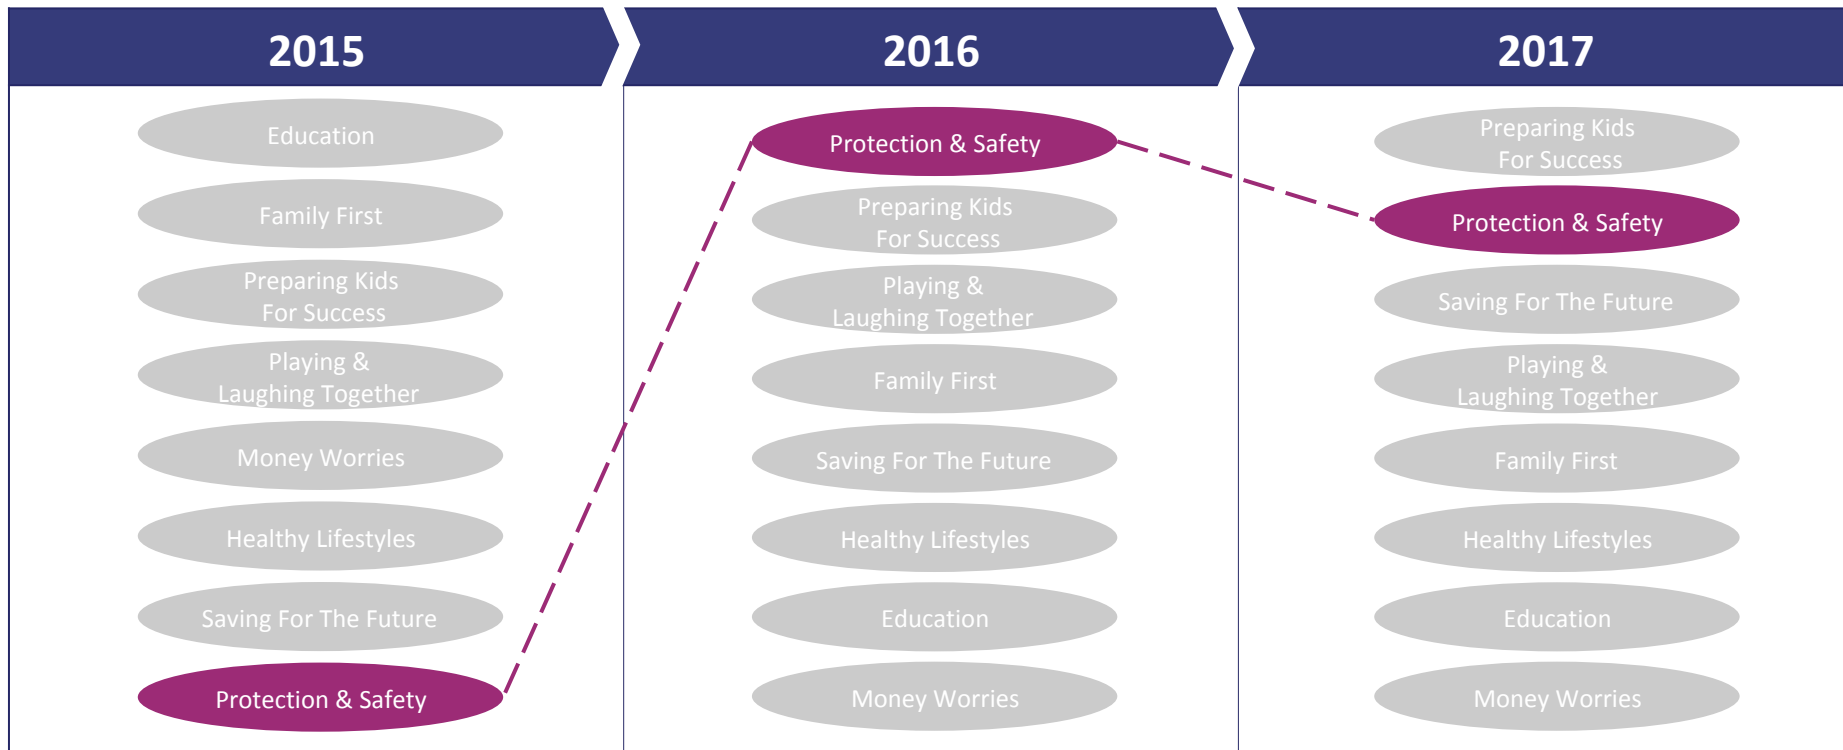 2015
Education
Family First
Preparing Kids
For Success
Playing &
Laughing Together
Money Worries
Healthy Lifestyles
Saving For The Future
Protection & Safety
2016
Protection & Safety
Preparing Kids
For Success
Playing &
Laughing Together
Family First
Saving For The Future
Healthy Lifestyles
Education
Money Worries
2017
Preparing Kids
For Success
Protection & Safety
Saving For The Future
Playing &
Laughing Together
Family First
Healthy Lifestyles
Education
Money Worries